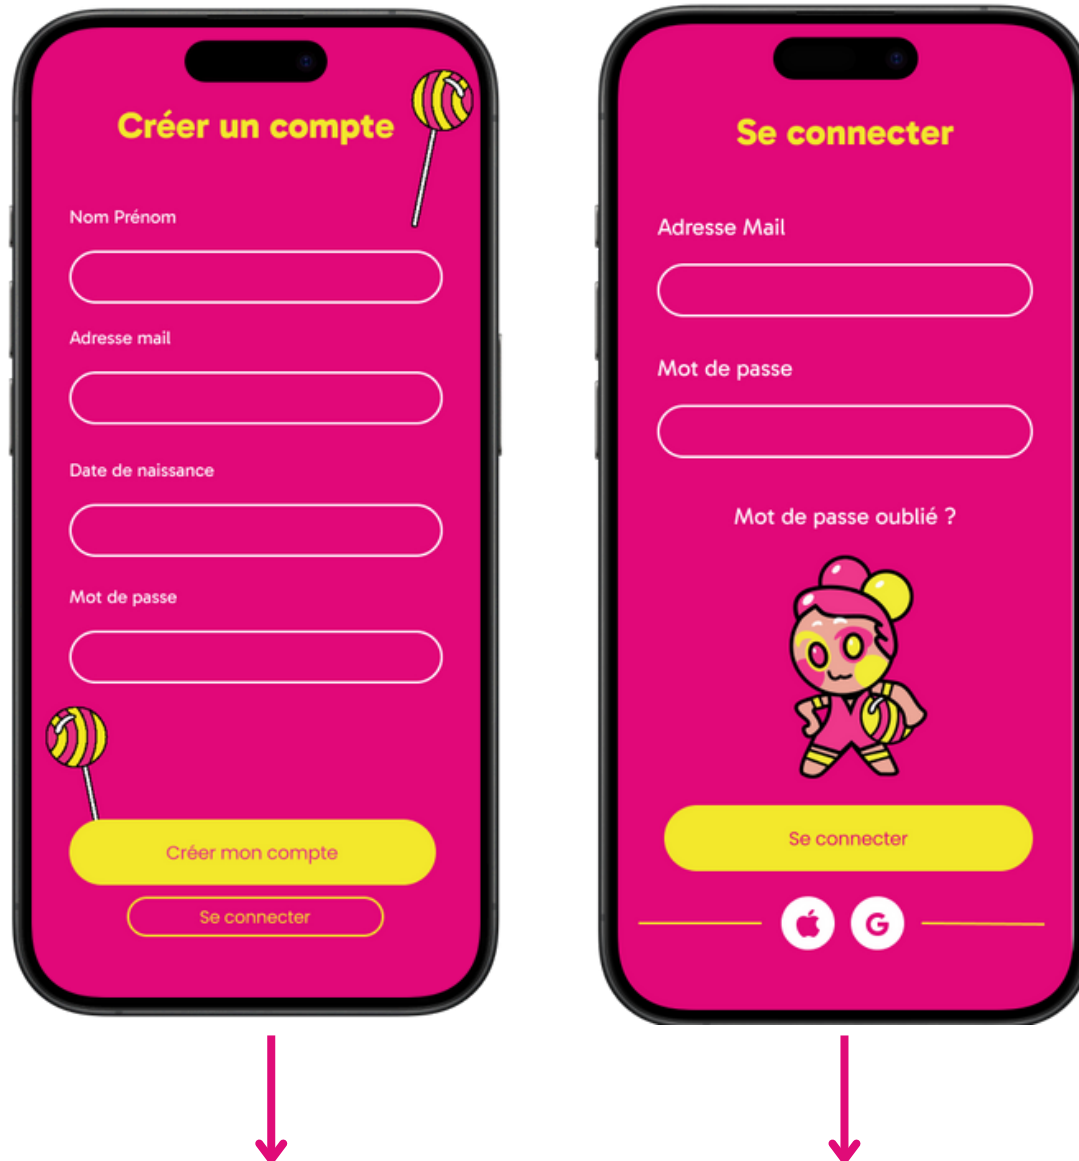 Créer un compte
Nom Prénom
Adresse mail
Date de naissance
Mot de passe
Créer mon compte
Se connecter
Se connecter
Adresse Mail
Mot de passe
Mot de passe oublié ?
Se connecter
G